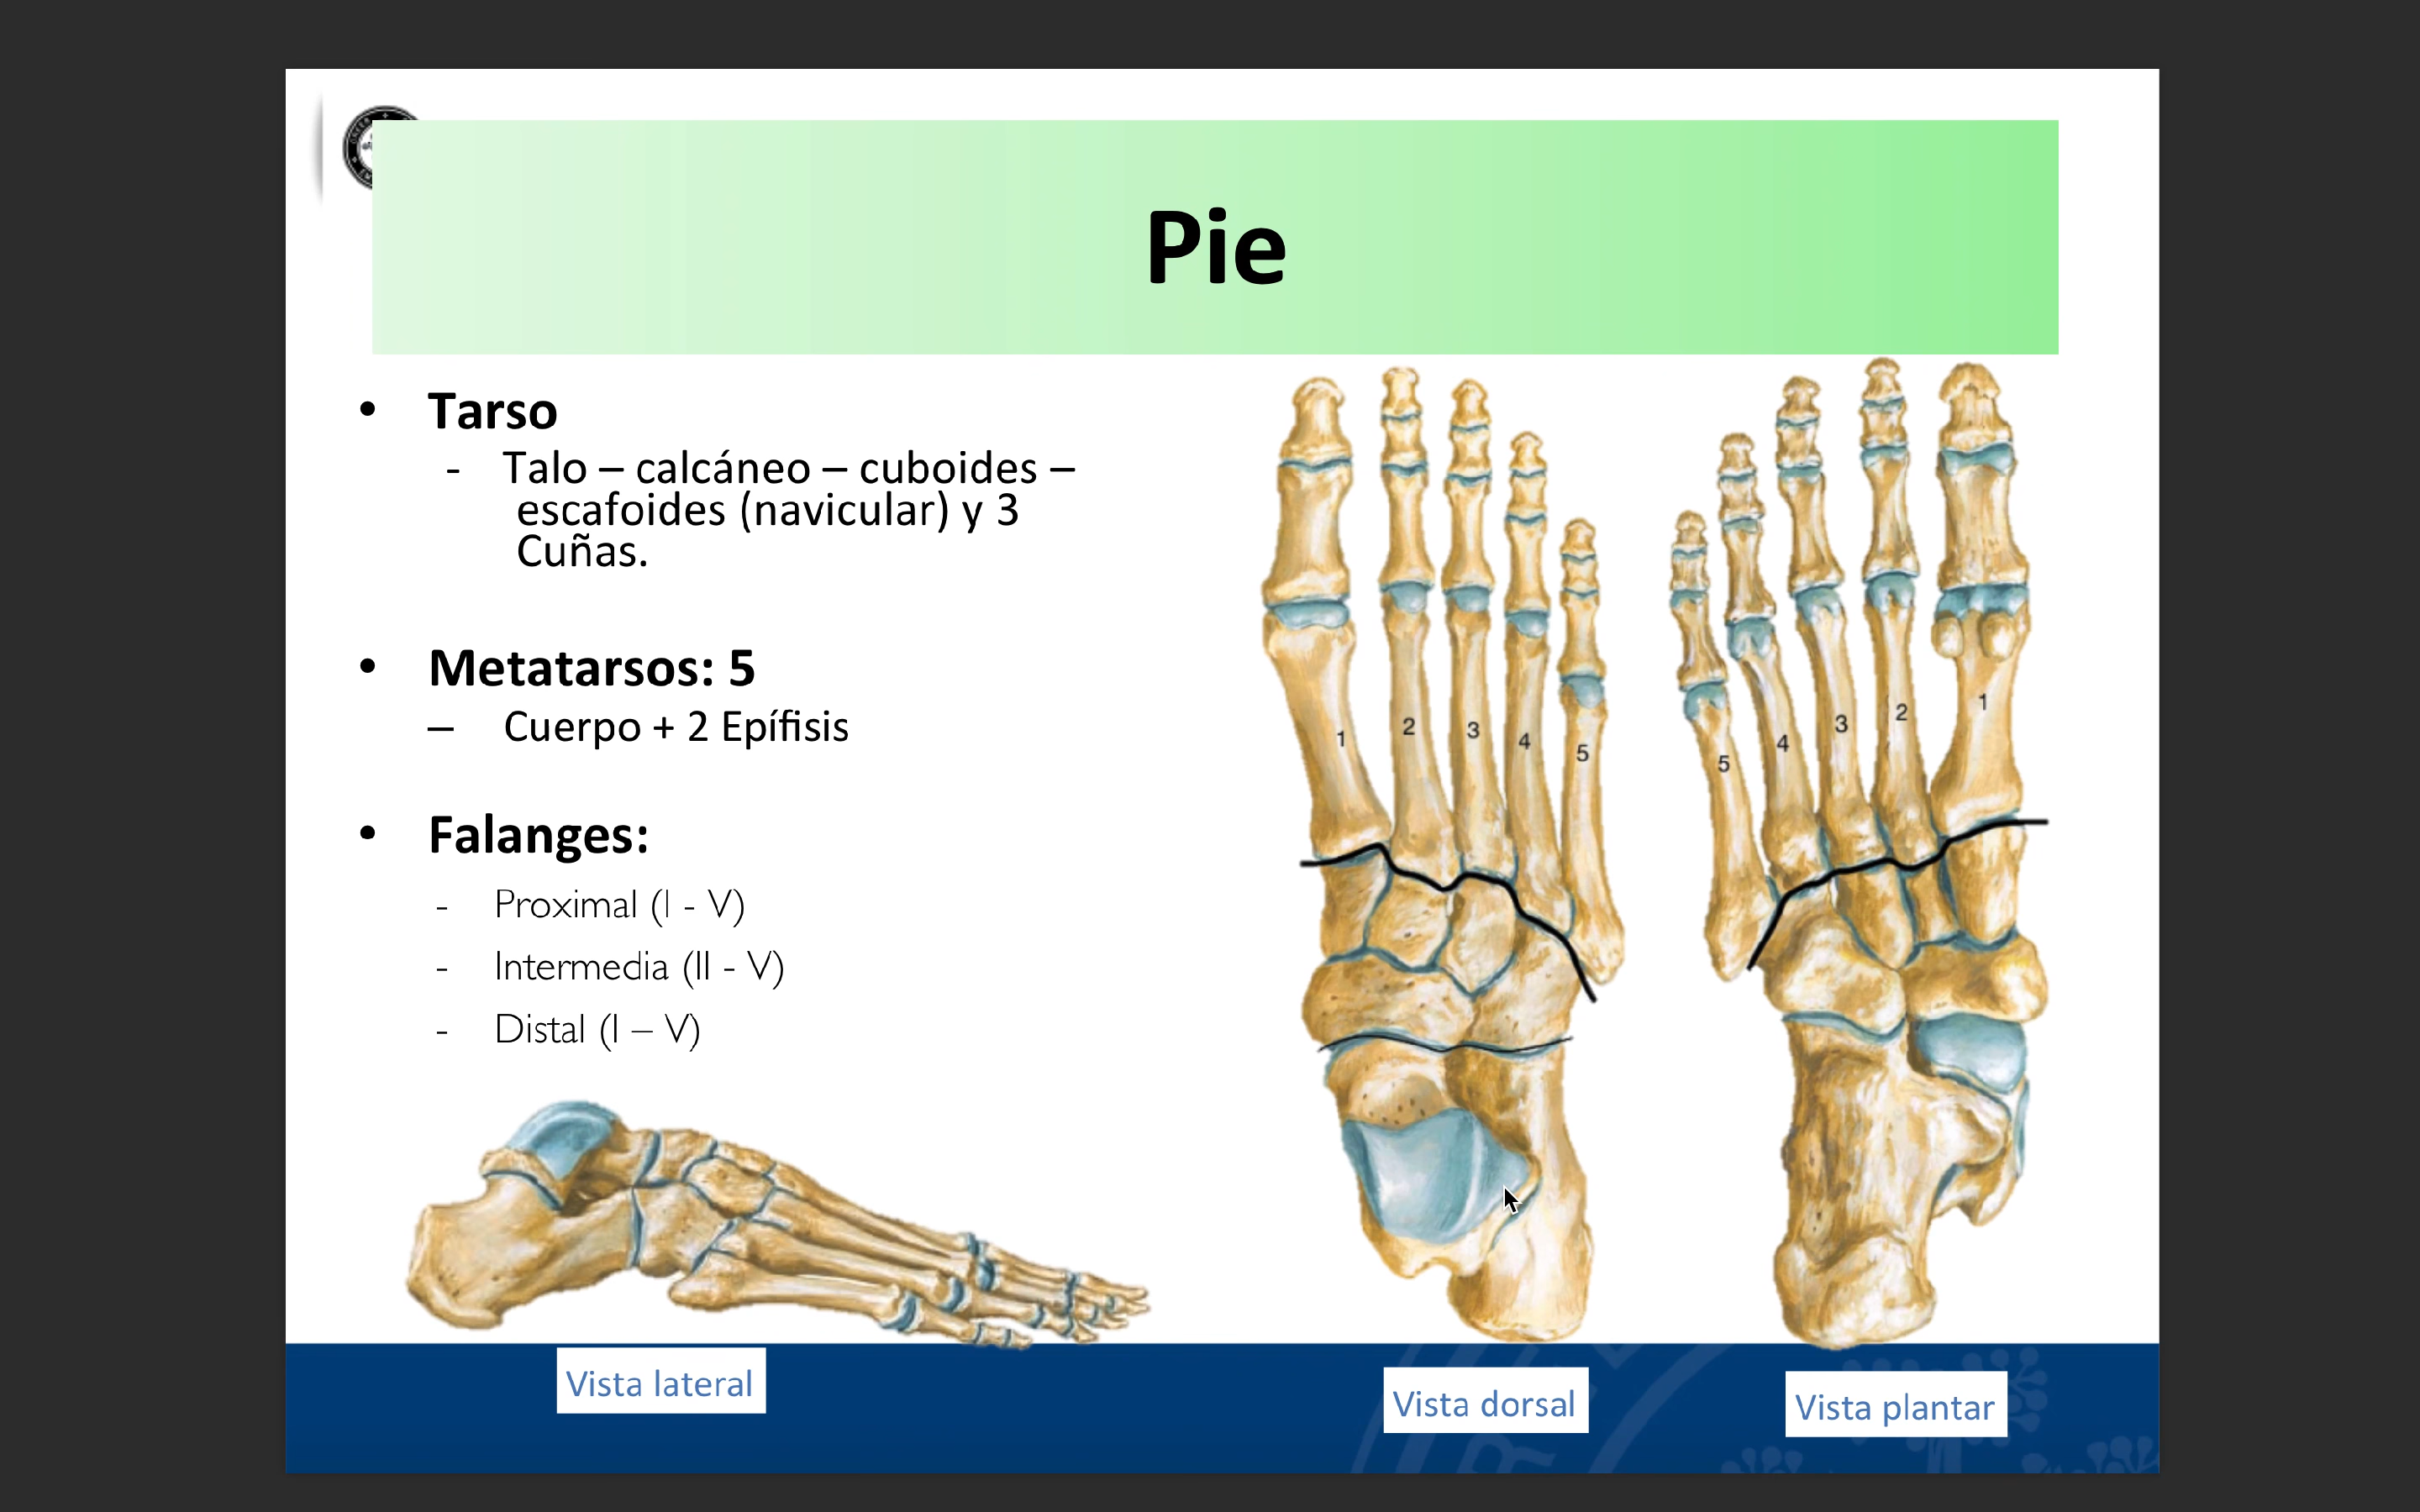 Pie
• Tarso
- Talo – calcáneo – cuboides –
escafoides (navicular) y 3
Cuñas.
• Metatarsos: 5
– Cuerpo + 2 Epífisis
• Falanges:
- Proximal (I - V)
- Intermedia (II - V)
- Distal (I – V)
1 2 3 4 5
5 4 3 2 1
Vista lateral
Vista dorsal
Vista plantar